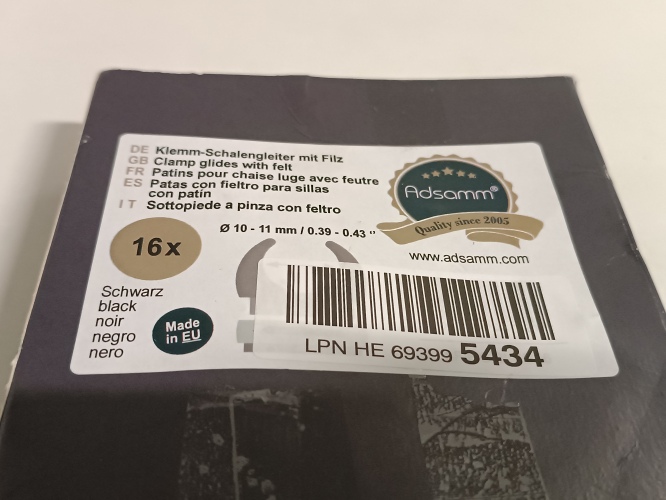 DE Klemm-Schalengleiter mit Filz
GB Clamp glides with felt
FR Patins pour chaise luge avec feutre
ES Patas con fieltro para sillas
con patín
IT Sottopiede a pinza con feltro
Adsamm®
Quality since 2005
www.adsamm.com
Ø 10 - 11 mm / 0.39 - 0.43 "
16x
Schwarz
black
noir
negro
nero
Made
in EU
LPN HE 69399 5434